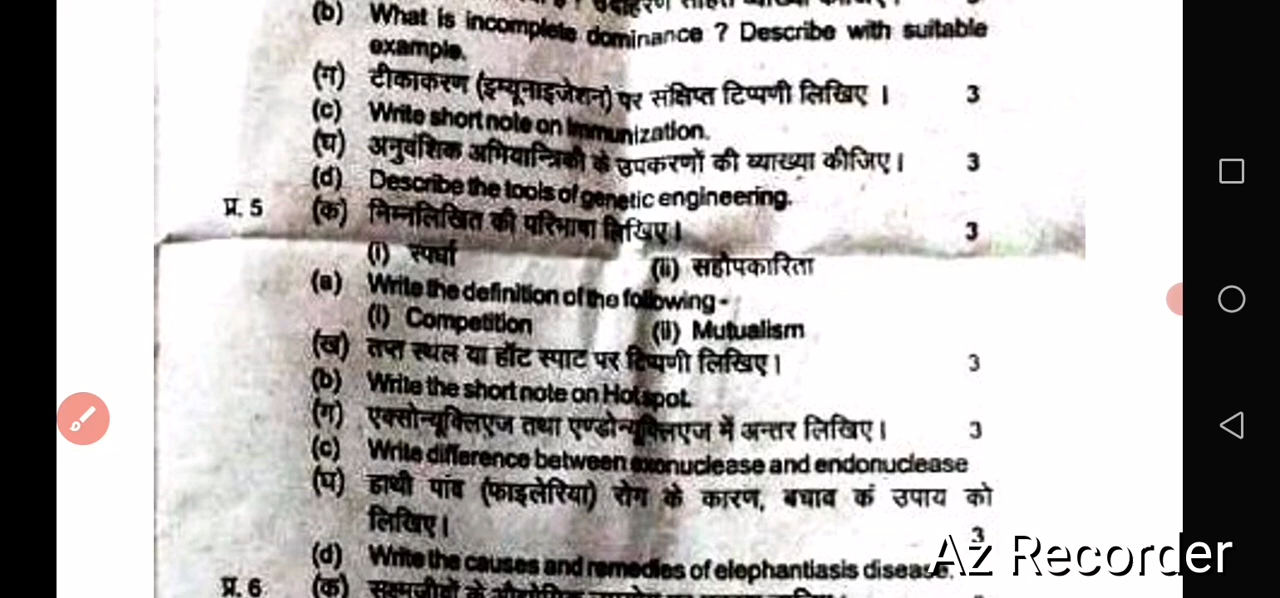 (b) What is incomplete dominance ? Describe with suitable
example.
(ग) टीकाकरण (इम्यूनाइजेशन) पर संक्षिप्त टिप्पणी लिखिए । 3
(c) Write short note on Immunization.
(घ) अनुवंशिक अभियान्त्रिकी के उपकरणों की व्याख्या कीजिए। 3
(d) Describe the tools of genetic engineering.
प्र. 5 (क) निम्नलिखित की परिभाषा लिखिए। 3
(i) स्पर्धा (ii) सहोपकारिता
(a) Write the definition of the following -
(i) Competition (ii) Mutualism
(ख) तप्त स्थल या हॉट स्पाट पर टिप्पणी लिखिए। 3
(b) Write the short note on Hotspot.
(ग) एक्सोन्यूक्लिएज तथा एण्डोन्यूक्लिएज में अन्तर लिखिए। 3
(c) Write difference between exonuclease and endonuclease
(घ) हाथी पांव (फाइलेरिया) रोग के कारण, बचाव के उपाय को
लिखिए। 3
(d) Write the causes and remedies of elephantiasis disease.
प्र. 6 (क) सूक्ष्मजीवों के औद्योगिक
Az Recorder